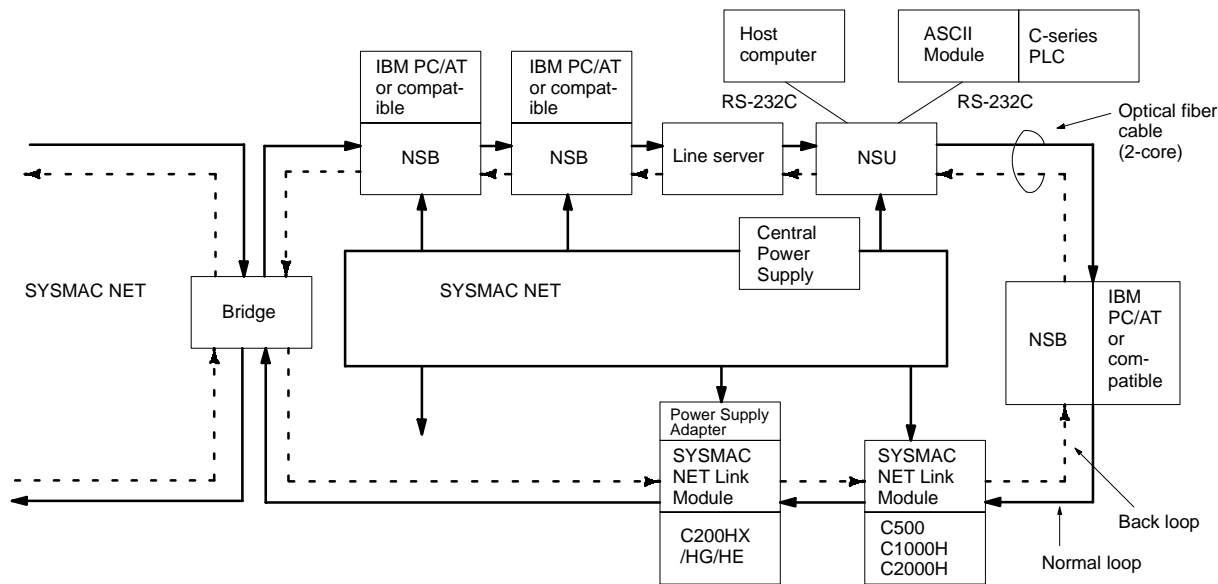 Host
computer
ASCII
Module
C-series
PLC
IBM PC/AT
or compat-
ible
IBM PC/AT
or compat-
ible
RS-232C
RS-232C
Optical fiber
cable
(2-core)
NSB
NSB
Line server
NSU
Central
Power
Supply
SYSMAC NET
SYSMAC NET
Bridge
NSB
IBM
PC/AT
or
com-
patible
Power Supply
Adapter
SYSMAC
NET Link
Module
SYSMAC
NET Link
Module
C200HX
/HG/HE
C500
C1000H
C2000H
Back loop
Normal loop